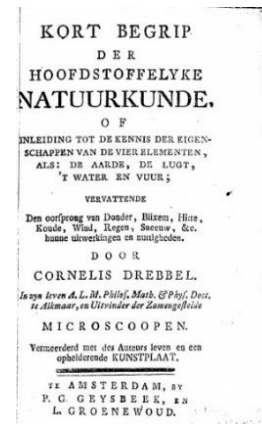 KORT BEGRIP
DER
HOOFDSTOFFELYKE
NATUURKUNDE,
OF
INLEIDING TOT DE KENNIS DER EIGEN-
SCHAPPEN VAN DE VIER ELEMENTEN,
ALS: DE AARDE, DE LUGT,
'T WATER EN VUUR;
VERVATTENDE
Den oorsprong van Donder, Blixem, Hitte,
Koude, Wind, Regen, Sneeuw, &c.
hunne uitwerkingen en nuttigheden.
DOOR
CORNELIS DREBBEL.
In zyn leven A. L. M. Philos, Math. & Phys. Doct.
te Alkmaar, en Uitvinder der Zamengestelde
MICROSCOOPEN.
Vermeerderd met des Auteurs leven en een
ophelderende KUNSTPLAAT.
TE AMSTERDAM, BY
P. G. GEYSBEEK, EN
L. GROENEWOUD.